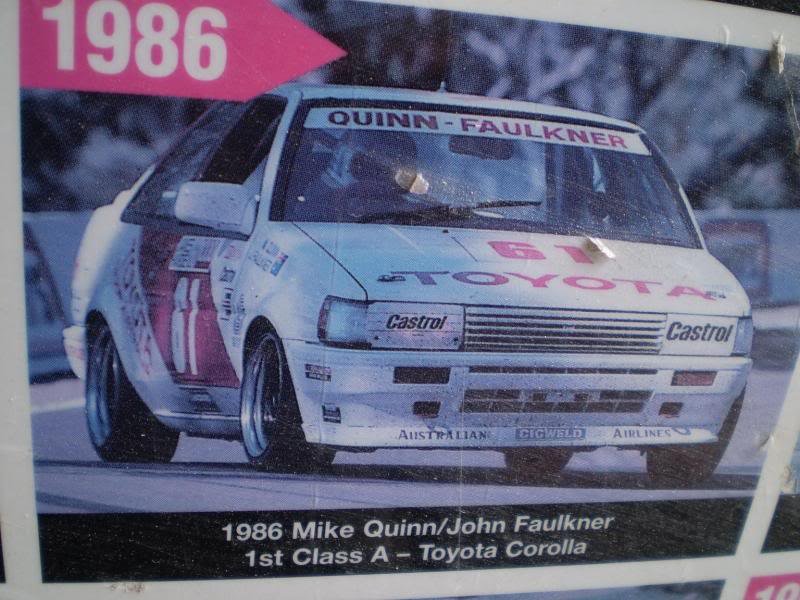 1986
QUINN - FAULKNER
61
TOYOTA
61
Castrol
Castrol
AUSTRALIAN CIGWELD AIRLINES
1986 Mike Quinn/John Faulkner
1st Class A – Toyota Corolla